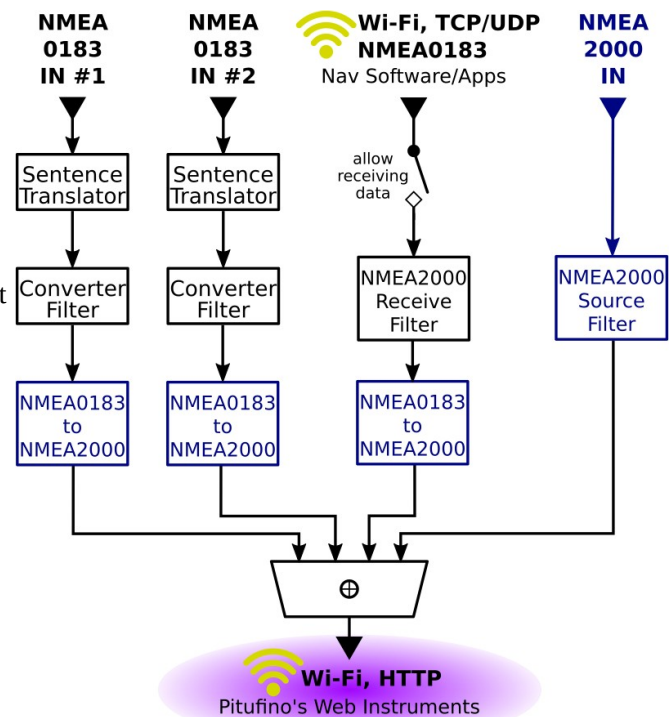 NMEA
0183
IN #1
NMEA
0183
IN #2
Wi-Fi, TCP/UDP
NMEA0183
Nav Software/Apps
NMEA
2000
IN
allow
receiving
data
Sentence
Translator
Sentence
Translator
t
Converter
Filter
Converter
Filter
NMEA2000
Receive
Filter
NMEA2000
Source
Filter
NMEA0183
to
NMEA2000
NMEA0183
to
NMEA2000
NMEA0183
to
NMEA2000
Wi-Fi, HTTP
Pitufino's Web Instruments